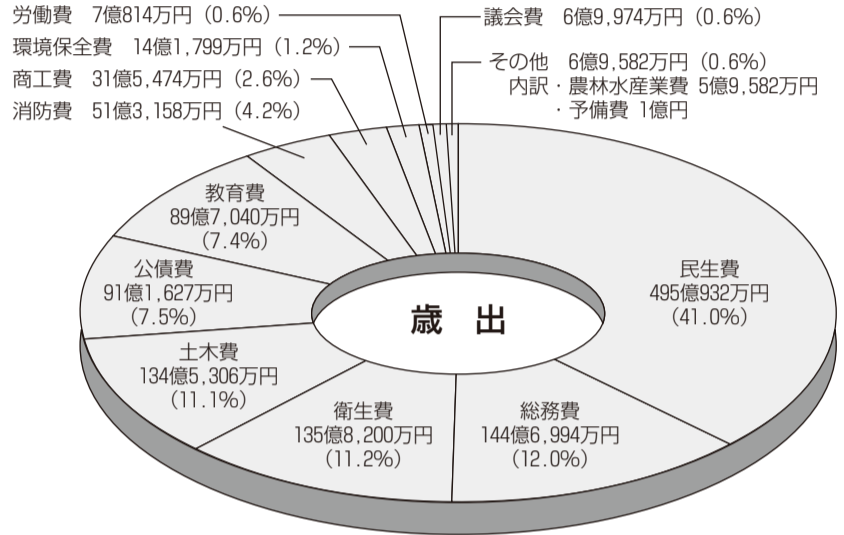 労働費 7億814万円（0.6%）
環境保全費 14億1,799万円（1.2%）
商工費 31億5,474万円（2.6%）
消防費 51億3,158万円（4.2%）
議会費 6億9,974万円（0.6%）
その他 6億9,582万円（0.6%）
内訳・農林水産業費 5億9,582万円
・予備費 1億円
教育費
89億7,040万円
（7.4%）
公債費
91億1,627万円
（7.5%）
土木費
134億5,306万円
（11.1%）
衛生費
135億8,200万円
（11.2%）
総務費
144億6,994万円
（12.0%）
民生費
495億932万円
（41.0%）
歳 出